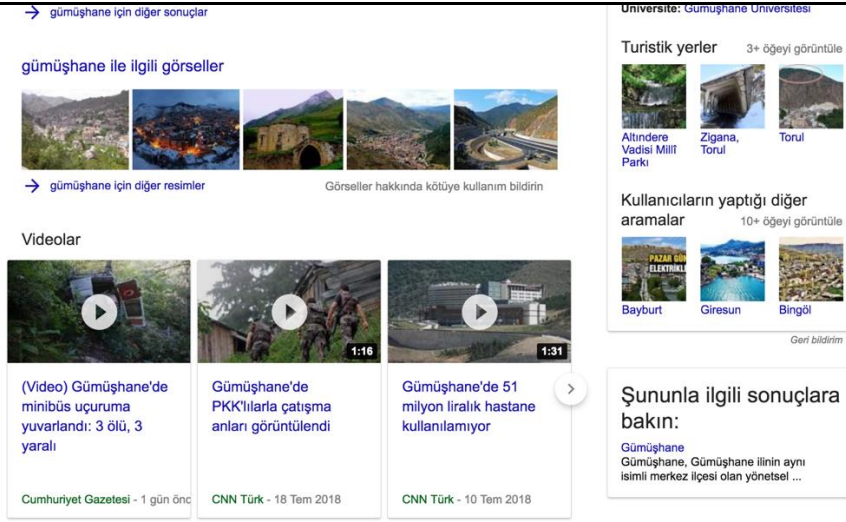 → gümüşhane için diğer sonuçlar
gümüşhane ile ilgili görseller
→ gümüşhane için diğer resimler
Görseller hakkında kötüye kullanım bildirin
Videolar
1:16
1:31
(Video) Gümüşhane'de
minibüs uçuruma
yuvarlandı: 3 ölü, 3
yaralı
Cumhuriyet Gazetesi - 1 gün önc
Gümüşhane'de
PKK'lılarla çatışma
anları görüntülendi
CNN Türk - 18 Tem 2018
Gümüşhane'de 51
milyon liralık hastane
kullanılamıyor
CNN Türk - 10 Tem 2018
Üniversite: Gümüşhane Üniversitesi
Turistik yerler
3+ öğeyi görüntüle
Altındere
Vadisi Millî
Parkı
Zigana,
Torul
Torul
Kullanıcıların yaptığı diğer
aramalar
10+ öğeyi görüntüle
PAZAR GÜN
ELEKTRİKL
Bayburt
Giresun
Bingöl
Geri bildirim
Şununla ilgili sonuçlara
bakın:
Gümüşhane
Gümüşhane, Gümüşhane ilinin aynı
isimli merkez ilçesi olan yönetsel ...